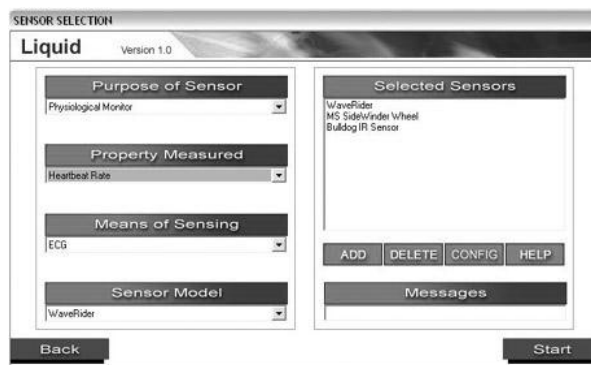 SENSOR SELECTION
Liquid Version 1.0
Purpose of Sensor
Physiological Monitor
Property Measured
Heartbeat Rate
Means of Sensing
ECG
Sensor Model
WaveRider
Selected Sensors
WaveRider
MS SideWinder Wheel
Bulldog IR Sensor
ADD DELETE CONFIG HELP
Messages
Back
Start